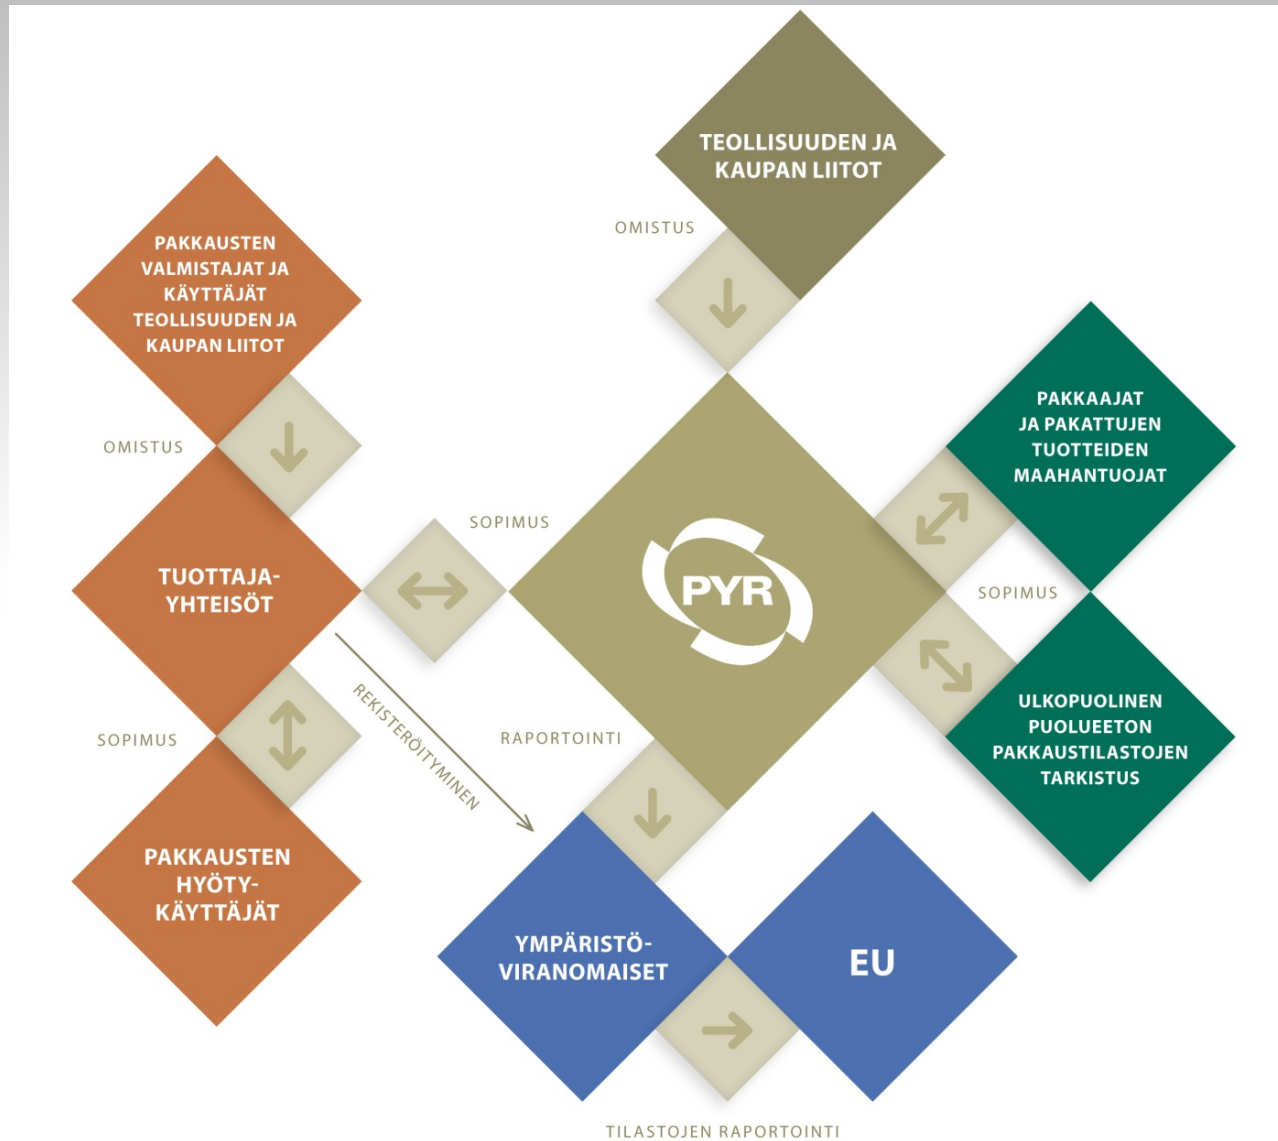 TEOLLISUUDEN JA
KAUPAN LIITOT
OMISTUS
PAKKAUSTEN
VALMISTAJAT JA
KÄYTTÄJÄT
TEOLLISUUDEN JA
KAUPAN LIITOT
OMISTUS
PAKKAAJAT
JA PAKATTUJEN
TUOTTEIDEN
MAAHANTUOJAT
SOPIMUS
TUOTTAJA-
YHTEISÖT
PYR
SOPIMUS
REKISTERÖITYMINEN
RAPORTOINTI
SOPIMUS
ULKOPUOLINEN
PUOLUEETON
PAKKAUSTILASTOJEN
TARKISTUS
PAKKAUSTEN
HYÖTY-
KÄYTTÄJÄT
YMPÄRISTÖ-
VIRANOMAISET
EU
TILASTOJEN RAPORTOINTI